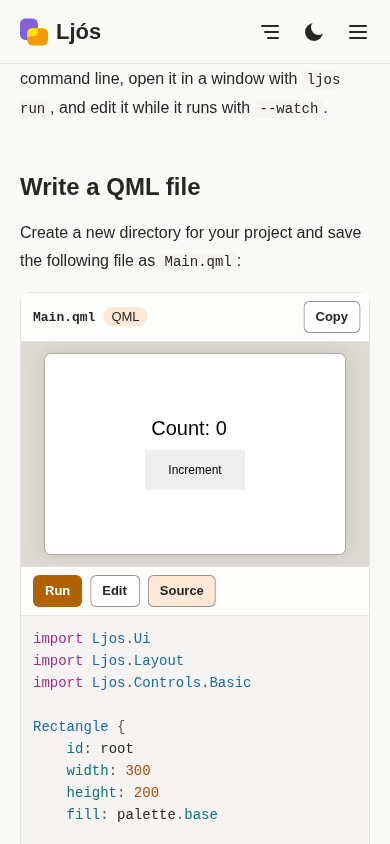 Ljós
command line, open it in a window with ljos
run, and edit it while it runs with --watch.
Write a QML file
Create a new directory for your project and save
the following file as Main.qml:
Main.qml QML Copy
Count: 0
Increment
Run Edit Source
import Ljos.Ui
import Ljos.Layout
import Ljos.Controls.Basic

Rectangle {
    id: root
    width: 300
    height: 200
    fill: palette.base